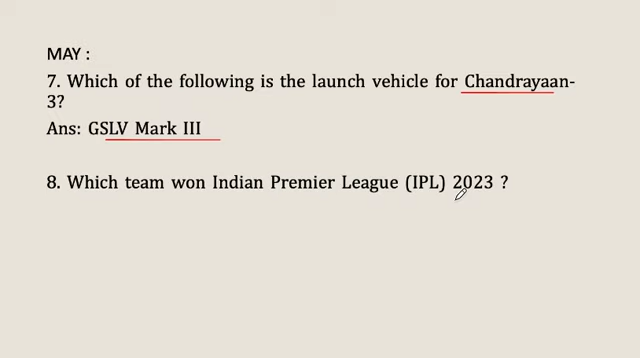 MAY :
7. Which of the following is the launch vehicle for Chandrayaan-
3?
Ans: GSLV Mark III
8. Which team won Indian Premier League (IPL) 2023 ?